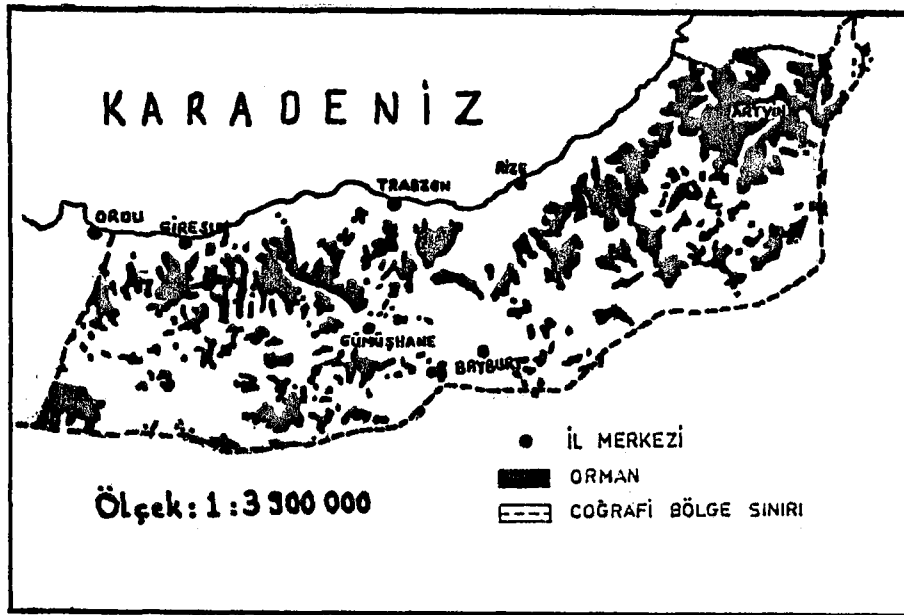 KARADENİZ
ARTVİN
RİZE
TRABZON
ORDU
GİRESUN
GÜMÜŞHANE
BAYBURT
İL MERKEZİ
ORMAN
COĞRAFİ BÖLGE SINIRI
Ölçek: 1:3 900 000